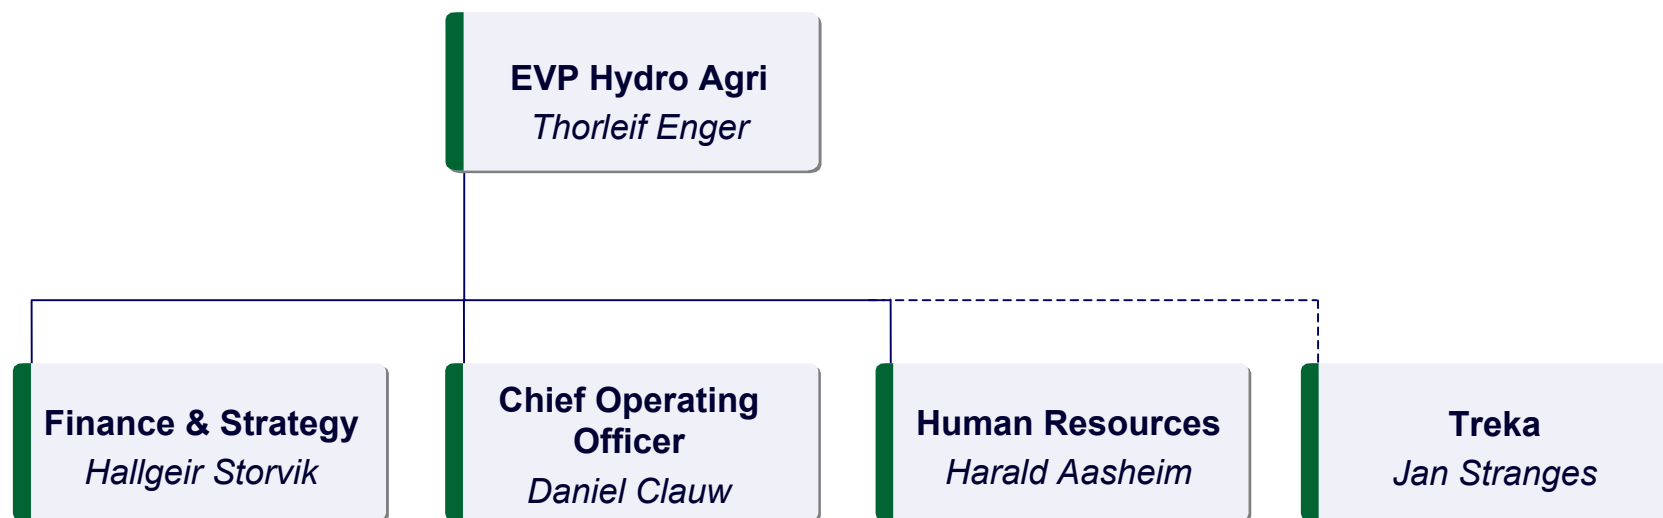 EVP Hydro Agri
Thorleif Enger
Finance & Strategy
Hallgeir Storvik
Chief Operating
Officer
Daniel Clauw
Human Resources
Harald Aasheim
Treka
Jan Stranges